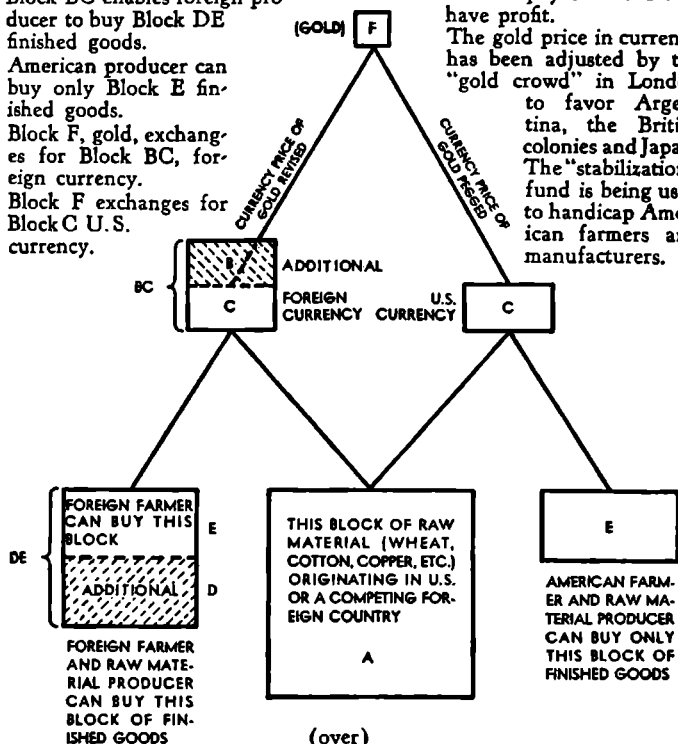 Block BC enables foreign pro-
ducer to buy Block DE
finished goods.
American producer can
buy only Block E fin-
ished goods.
Block F, gold, exchang-
es for Block BC, for-
eign currency.
Block F exchanges for
Block C U.S.
currency.
have profit.
The gold price in curren
has been adjusted by t
"gold crowd" in Lond
to favor Arge
tina, the Briti
colonies and Japa
The "stabilization
fund is being us
to handicap Ame
ican farmers a
manufacturers.
(GOLD) F
CURRENCY PRICE OF
GOLD REVISED
CURRENCY PRICE OF
GOLD PEGGED
BC
B
ADDITIONAL
C
FOREIGN
CURRENCY
U.S.
CURRENCY
C
DE
FOREIGN FARMER
CAN BUY THIS
BLOCK
E
ADDITIONAL
D
FOREIGN FARMER
AND RAW MATE-
RIAL PRODUCER
CAN BUY THIS
BLOCK OF FIN-
ISHED GOODS
THIS BLOCK OF RAW
MATERIAL (WHEAT,
COTTON, COPPER, ETC.)
ORIGINATING IN U.S.
OR A COMPETING FOR-
EIGN COUNTRY
A
E
AMERICAN FARM-
ER AND RAW MA-
TERIAL PRODUCER
CAN BUY ONLY
THIS BLOCK OF
FINISHED GOODS
(over)